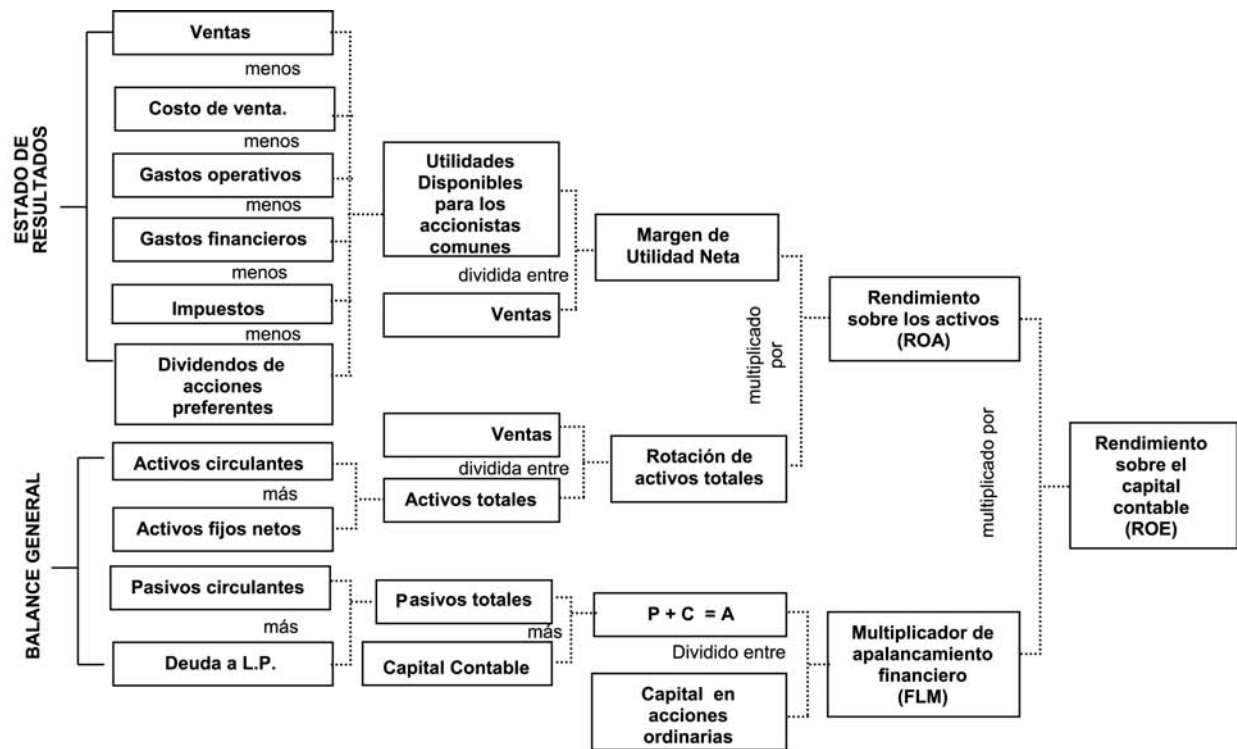 ESTADO DE
RESULTADOS
Ventas
menos
Costo de venta.
menos
Gastos operativos
menos
Gastos financieros
menos
Impuestos
menos
Dividendos de
acciones
preferentes
Utilidades
Disponibles
para los
accionistas
comunes
dividida entre
Ventas
Margen de
Utilidad Neta
multiplicado
por
Rendimiento
sobre los activos
(ROA)
BALANCE GENERAL
Activos circulantes
más
Activos fijos netos
Ventas
dividida entre
Activos totales
Rotación de
activos totales
multiplicado por
Rendimiento
sobre el
capital
contable
(ROE)
Pasivos circulantes
más
Deuda a L.P.
Pasivos totales
más
Capital Contable
P + C = A
Dividido entre
Capital en
acciones
ordinarias
Multiplicador de
apalancamiento
financiero
(FLM)